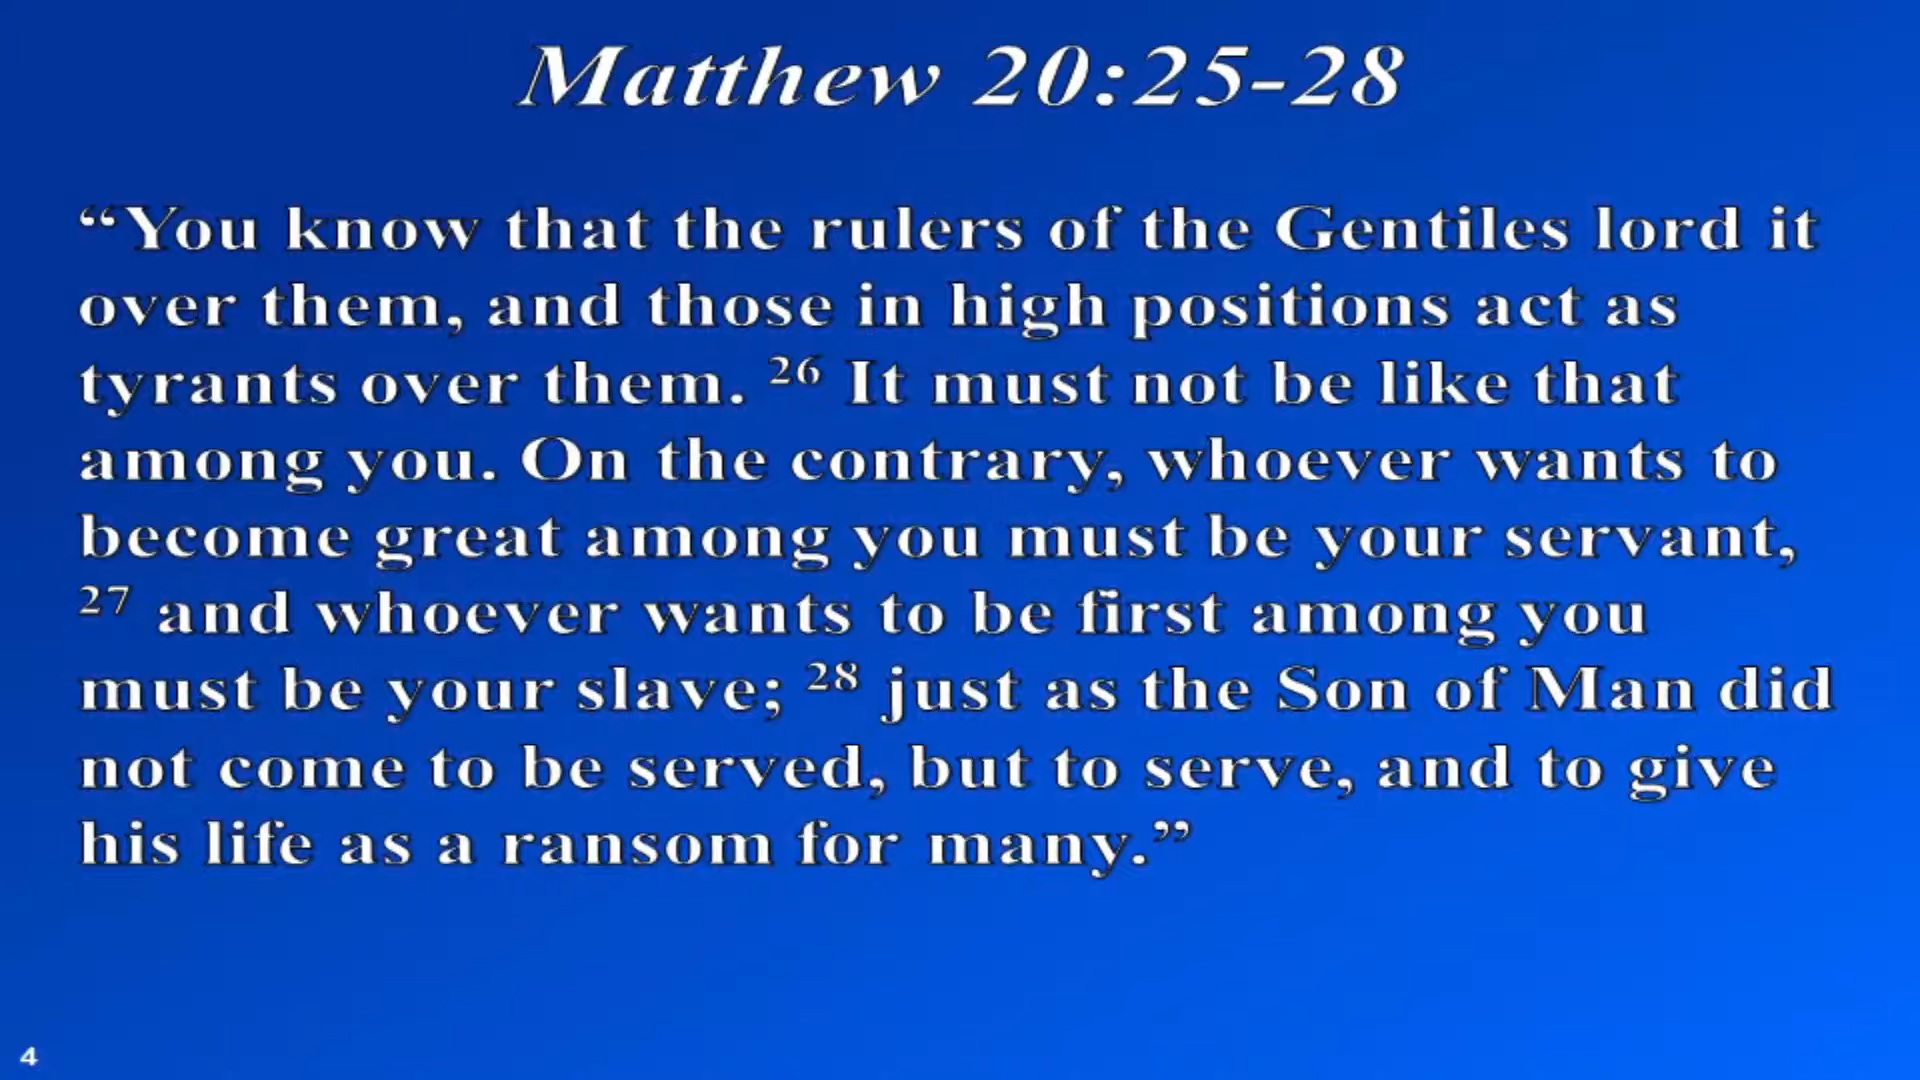 Matthew 20:25-28
“You know that the rulers of the Gentiles lord it
over them, and those in high positions act as
tyrants over them. 26 It must not be like that
among you. On the contrary, whoever wants to
become great among you must be your servant,
27 and whoever wants to be first among you
must be your slave; 28 just as the Son of Man did
not come to be served, but to serve, and to give
his life as a ransom for many.”
4